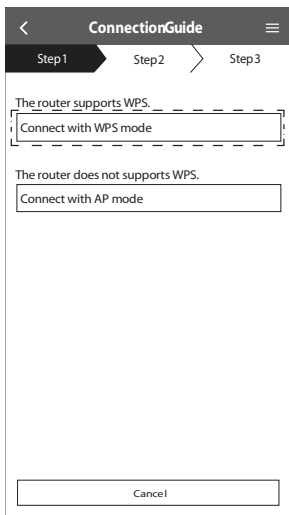 ConnectionGuide
Step1 Step2 Step3
The router supports WPS.
Connect with WPS mode
The router does not supports WPS.
Connect with AP mode
Cancel